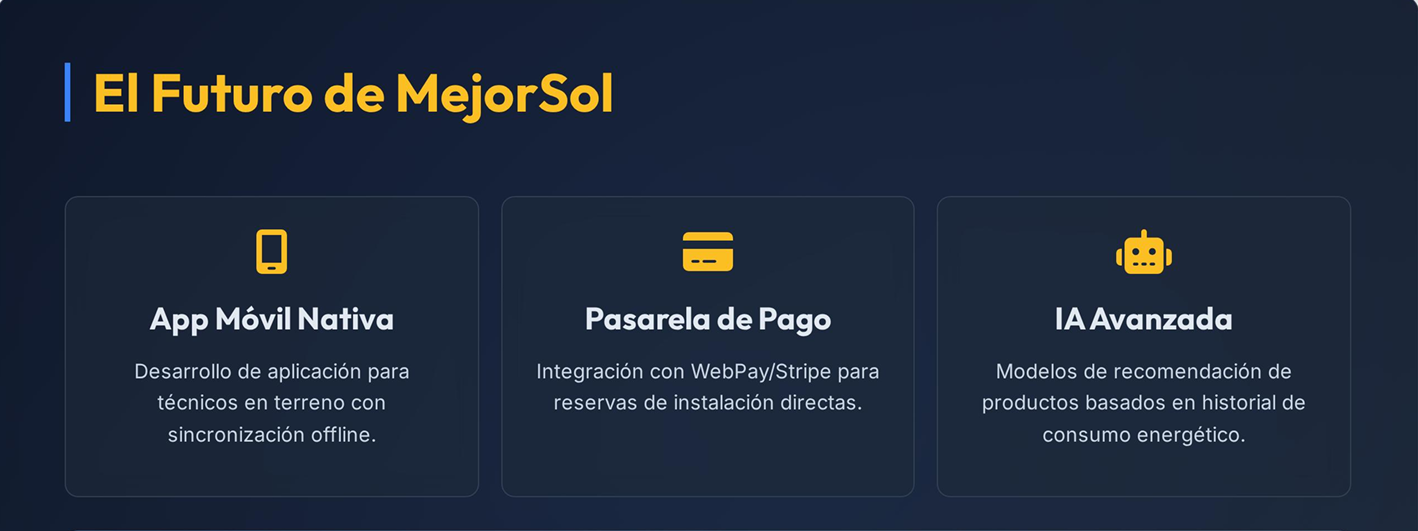 El Futuro de MejorSol
App Móvil Nativa
Desarrollo de aplicación para
técnicos en terreno con
sincronización offline.
Pasarela de Pago
Integración con WebPay/Stripe para
reservas de instalación directas.
IA Avanzada
Modelos de recomendación de
productos basados en historial de
consumo energético.